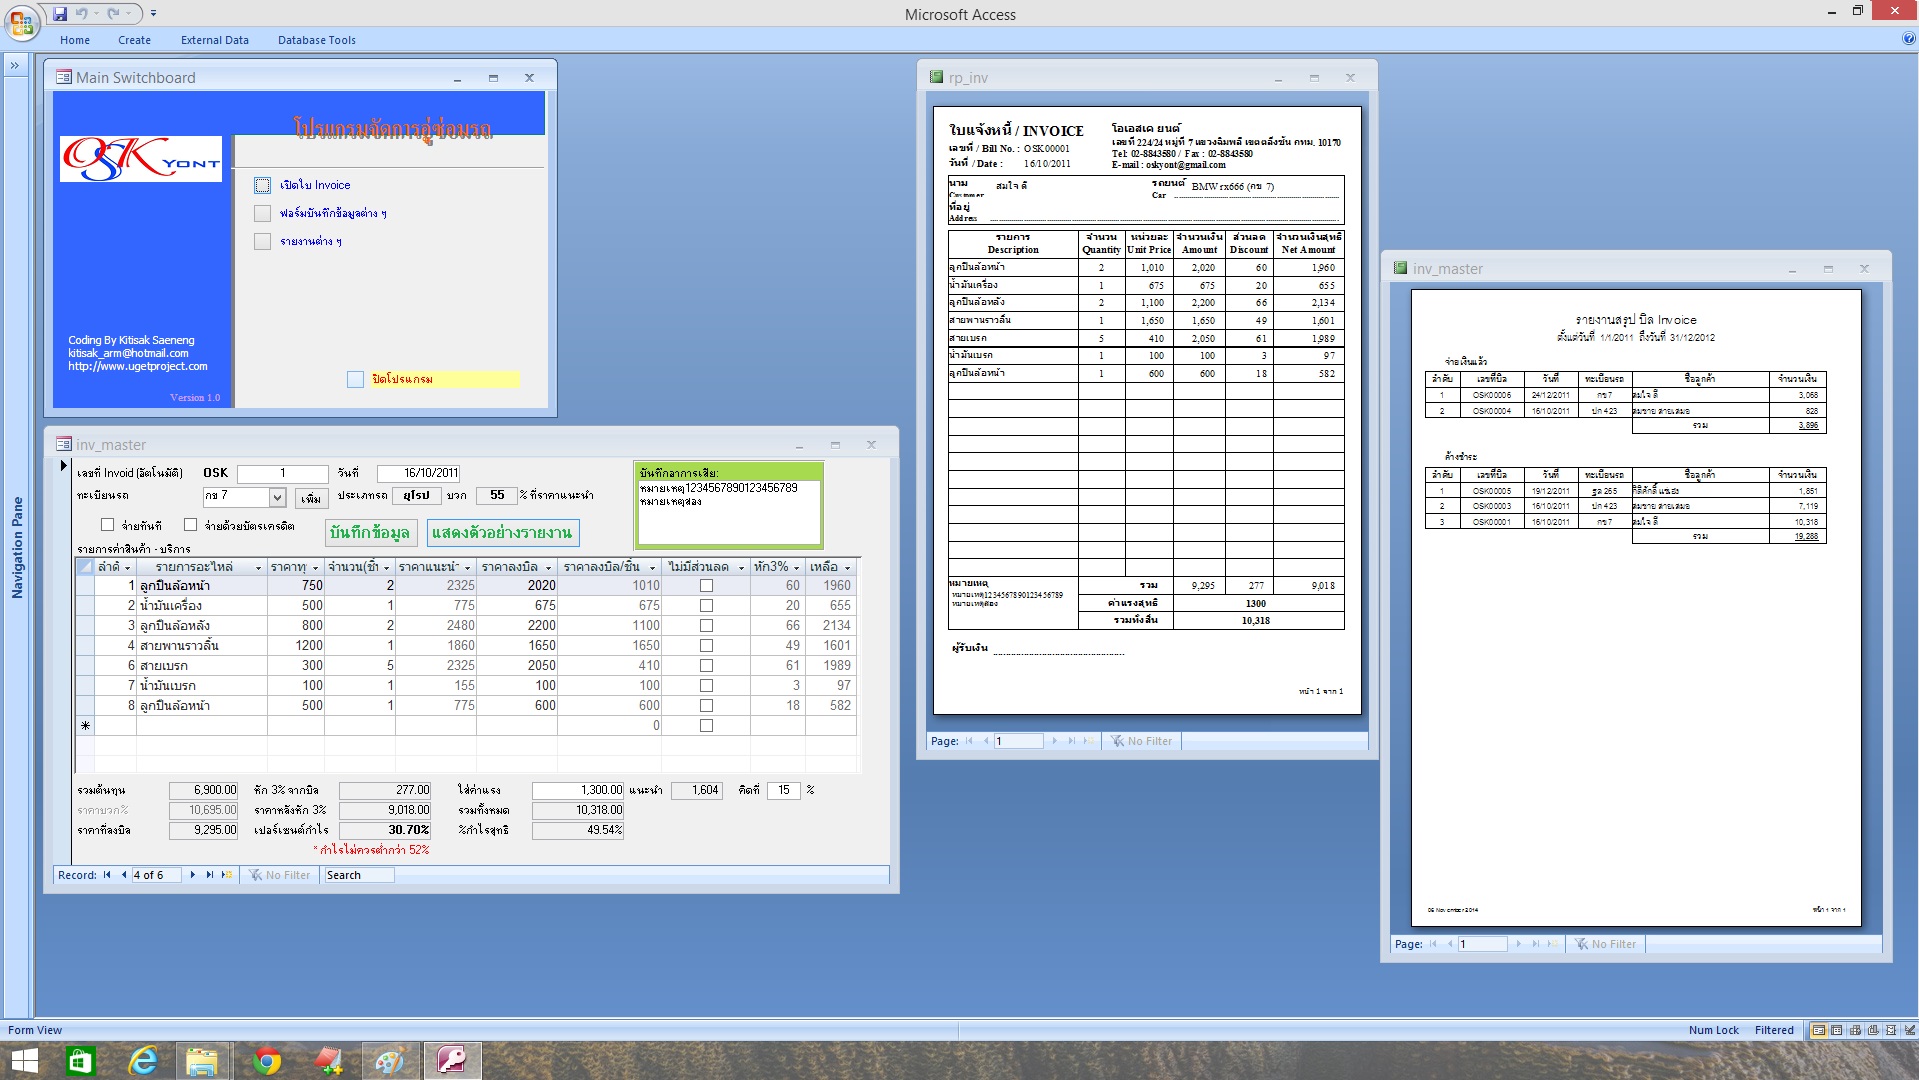 Microsoft Access
Home Create External Data Database Tools
Navigation Pane
Main Switchboard
โปรแกรมจัดการอู่ซ่อมรถ
OSK YONT
เปิดใบ Invoice
ฟอร์มบันทึกข้อมูลต่าง ๆ
รายงานต่าง ๆ
Coding By Kitisak Saeneng
kitisak_arm@hotmail.com
http://www.ugetproject.com
ปิดโปรแกรม
Version 1.0
inv_master
เลขที่ Invoid (อัตโนมัติ) OSK 1 วันที่ 16/10/2011
ทะเบียนรถ กข 7 เพิ่ม ประเภทรถ ยุโรป บวก 55 % ที่ราคาแนะนำ
จ่ายทันที จ่ายด้วยบัตรเครดิต บันทึกข้อมูล แสดงตัวอย่างรายงาน
บันทึกอาการเสีย:
หมายเหตุ1234567890123456789
หมายเหตุสอง
รายการค่าสินค้า - บริการ
ลำดั รายการอะไหล่ ราคาทุ จำนวน(ชิ้ ราคาแนะนำ ราคาลงบิล ราคาลงบิล/ชิ้น ไม่มีส่วนลด หัก3% เหลือ
1 ลูกปืนล้อหน้า 750 2 2325 2020 1010 60 1960
2 น้ำมันเครื่อง 500 1 775 675 675 20 655
3 ลูกปืนล้อหลัง 800 2 2480 2200 1100 66 2134
4 สายพานราวลิ้น 1200 1 1860 1650 1650 49 1601
6 สายเบรก 300 5 2325 2050 410 61 1989
7 น้ำมันเบรก 100 1 155 100 100 3 97
8 ลูกปืนล้อหน้า 500 1 775 600 600 18 582
0
รวมต้นทุน 6,900.00 หัก 3% จากบิล 277.00 ใส่ค่าแรง 1,300.00 แนะนำ 1,604 คิดที่ 15 %
ราคาบวก% 10,695.00 ราคาหลังหัก 3% 9,018.00 รวมทั้งหมด 10,318.00
ราคาที่ลงบิล 9,295.00 เปอร์เซนต์กำไร 30.70% %กำไรสุทธิ 49.54%
* กำไรไม่ควรต่ำกว่า 52%
Record: 4 of 6 No Filter Search
rp_inv
ใบแจ้งหนี้ / INVOICE
เลขที่ / Bill No. : OSK00001
วันที่ / Date : 16/10/2011
โอเอสเค ยนต์
เลขที่ 224/24 หมู่ที่ 7 แขวงฉิมพลี เขตตลิ่งชัน กทม. 10170
Tel: 02-8843580 / Fax : 02-8843580
E-mail : oskyont@gmail.com
นาม สมใจ ดี รถยนต์ BMW rx666 (กข 7)
Customer Car
ที่อยู่
Address
รายการ จำนวน หน่วยละ จำนวนเงิน ส่วนลด จำนวนเงินสุทธิ
Description Quantity Unit Price Amount Discount Net Amount
ลูกปืนล้อหน้า 2 1,010 2,020 60 1,960
น้ำมันเครื่อง 1 675 675 20 655
ลูกปืนล้อหลัง 2 1,100 2,200 66 2,134
สายพานราวลิ้น 1 1,650 1,650 49 1,601
สายเบรก 5 410 2,050 61 1,989
น้ำมันเบรก 1 100 100 3 97
ลูกปืนล้อหน้า 1 600 600 18 582
หมายเหตุ รวม 9,295 277 9,018
หมายเหตุ1234567890123456789
หมายเหตุสอง
ค่าแรงสุทธิ 1300
รวมทั้งสิ้น 10,318
ผู้รับเงิน
หน้า 1 จาก 1
Page: 1 No Filter
inv_master
รายงานสรุป บิล Invoice
ตั้งแต่วันที่ 1/1/2011 ถึงวันที่ 31/12/2012
จ่ายเงินแล้ว
ลำดับ เลขที่บิล วันที่ ทะเบียนรถ ชื่อลูกค้า จำนวนเงิน
1 OSK00006 24/12/2011 กข 7 สมใจ ดี 3,068
2 OSK00004 16/10/2011 ปก 423 สมชาย สายเสมอ 828
รวม 3,896
ค้างชำระ
ลำดับ เลขที่บิล วันที่ ทะเบียนรถ ชื่อลูกค้า จำนวนเงิน
1 OSK00005 19/12/2011 ฐล 265 1,851
2 OSK00003 16/10/2011 ปก 423 สมชาย สายเสมอ 7,119
3 OSK00001 16/10/2011 กข 7 สมใจ ดี 10,318
รวม 19,288
06 November 2014 หน้า 1 จาก 1
Page: 1 No Filter
Form View Num Lock Filtered